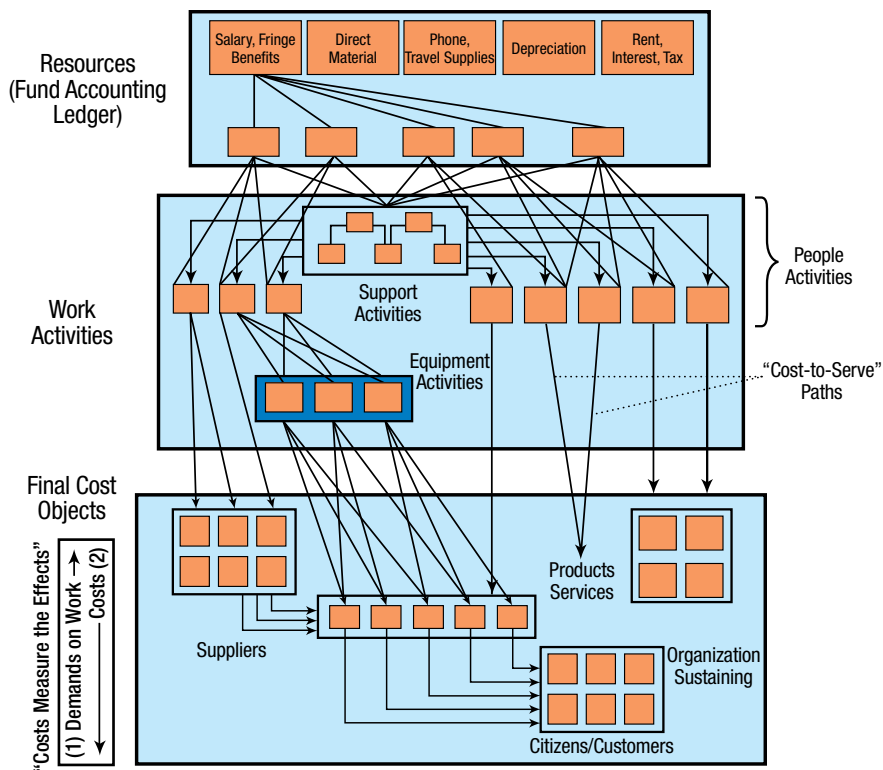 Resources
(Fund Accounting
Ledger)
Salary, Fringe
Benefits
Direct
Material
Phone,
Travel Supplies
Depreciation
Rent,
Interest, Tax
Work
Activities
Support
Activities
People
Activities
Equipment
Activities
“Cost-to-Serve”
Paths
Final Cost
Objects
“Costs Measure the Effects”
(1) Demands on Work
Costs (2)
Suppliers
Products
Services
Organization
Sustaining
Citizens/Customers